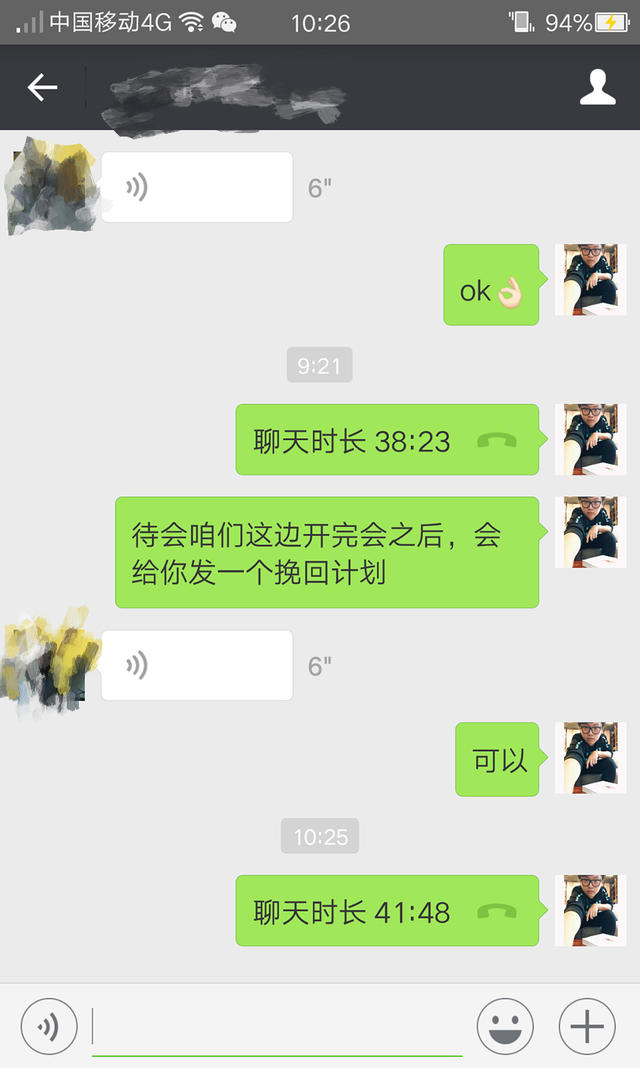 中国移动4G 10:26 94%
6"
ok👌
9:21
聊天时长 38:23
待会咱们这边开完会之后，会
给你发一个挽回计划
6"
可以
10:25
聊天时长 41:48